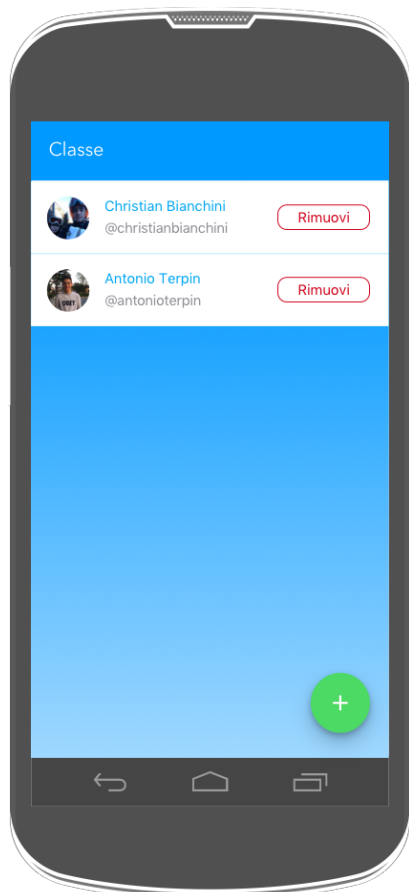 Classe
Christian Bianchini
@christianbianchini
Rimuovi
Antonio Terpin
@antonioterpin
Rimuovi
+